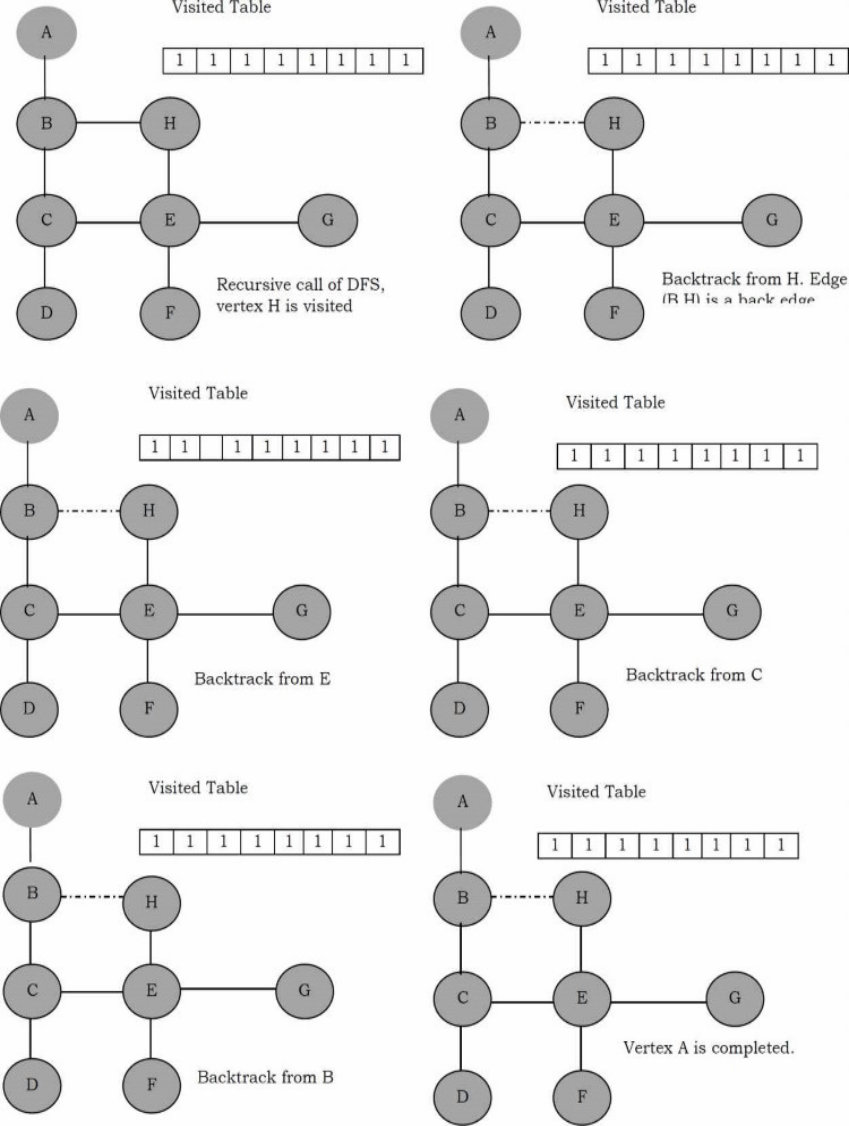 Visited Table
1 1 1 1 1 1 1 1
A
B H
C E G
D F
Recursive call of DFS,
vertex H is visited
Visited Table
1 1 1 1 1 1 1 1
A
B H
C E G
D F
Backtrack from H. Edge
(B H) is a back edge
Visited Table
1 1 1 1 1 1 1 1
A
B H
C E G
D F
Backtrack from E
Visited Table
1 1 1 1 1 1 1 1
A
B H
C E G
D F
Backtrack from C
Visited Table
1 1 1 1 1 1 1 1
A
B H
C E G
D F
Backtrack from B
Visited Table
1 1 1 1 1 1 1 1
A
B H
C E G
D F
Vertex A is completed.